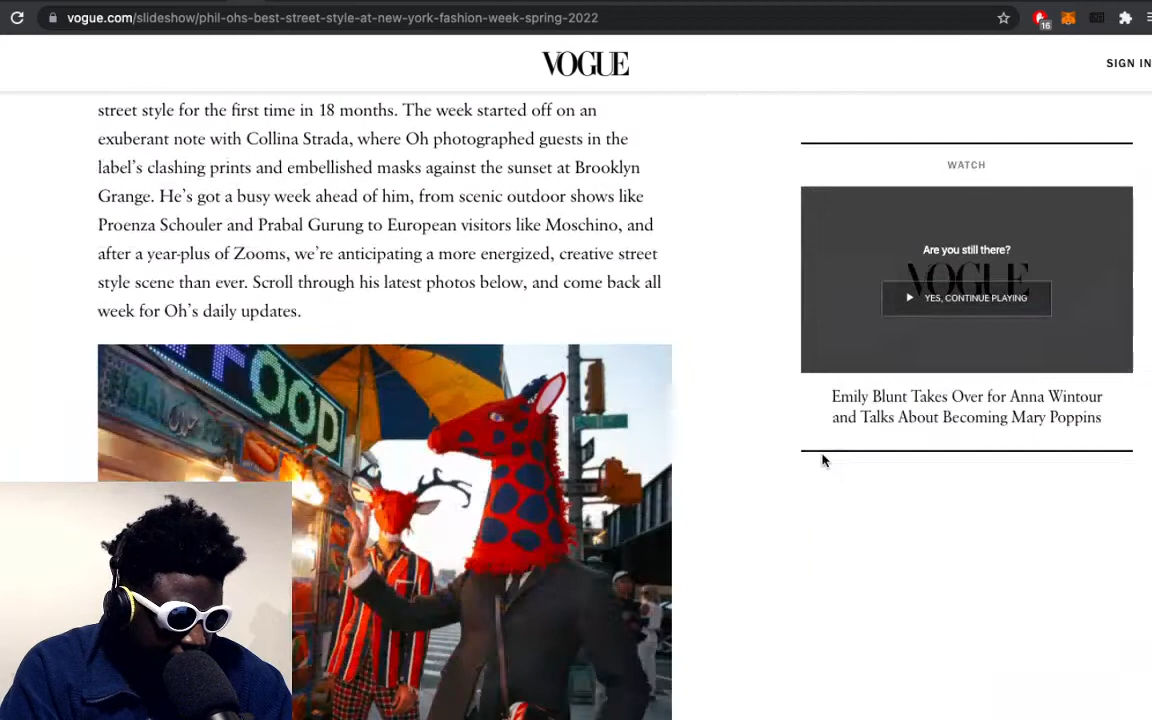 vogue.com/slideshow/phil-ohs-best-street-style-at-new-york-fashion-week-spring-2022
16
VOGUE
SIGN IN
street style for the first time in 18 months. The week started off on an
exuberant note with Collina Strada, where Oh photographed guests in the
label's clashing prints and embellished masks against the sunset at Brooklyn
Grange. He's got a busy week ahead of him, from scenic outdoor shows like
Proenza Schouler and Prabal Gurung to European visitors like Moschino, and
after a year-plus of Zooms, we're anticipating a more energized, creative street
style scene than ever. Scroll through his latest photos below, and come back all
week for Oh's daily updates.
WATCH
Are you still there?
VOGUE
YES, CONTINUE PLAYING
Emily Blunt Takes Over for Anna Wintour
and Talks About Becoming Mary Poppins
FOOD
Halal حلال